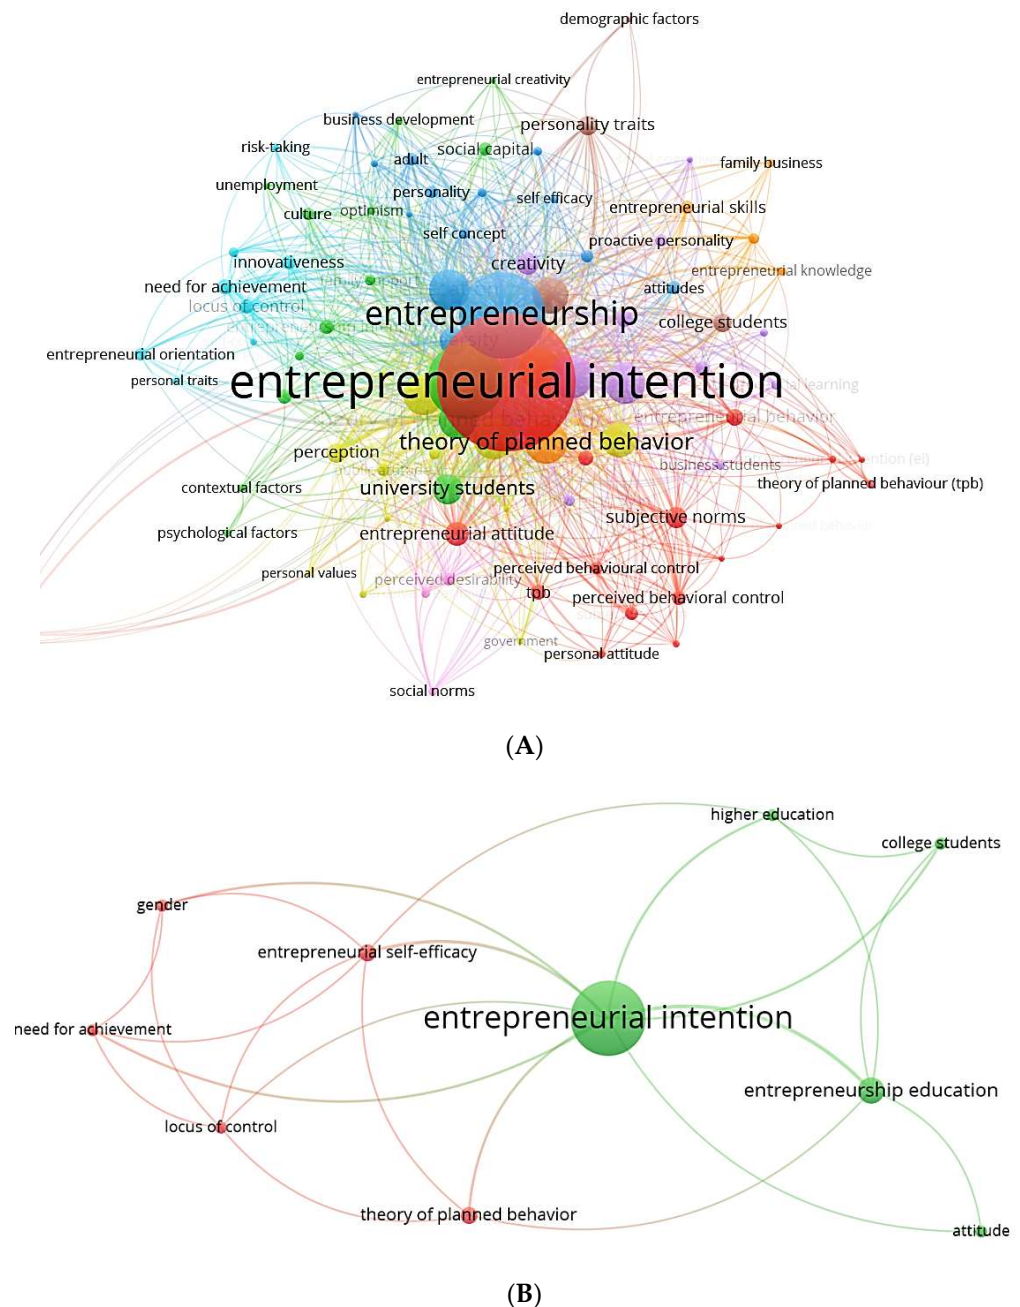 demographic factors
entrepreneurial creativity
business development
personality traits
risk-taking
social capital
adult
family business
unemployment
personality
self efficacy
culture
optimism
entrepreneurial skills
self concept
proactive personality
innovativeness
creativity
entrepreneurial knowledge
need for achievement
family support
attitudes
locus of control
entrepreneurship
college students
entrepreneurial orientation
personal traits
entrepreneurial intention
entrepreneurial behavior
theory of planned behavior
perception
business students
theory of planned behaviour (tpb)
contextual factors
university students
subjective norms
psychological factors
entrepreneurial attitude
personal values
perceived desirability
perceived behavioural control
tpb
perceived behavioral control
government
personal attitude
social norms
(A)
higher education
college students
gender
entrepreneurial self-efficacy
need for achievement
entrepreneurial intention
entrepreneurship education
locus of control
theory of planned behavior
attitude
(B)